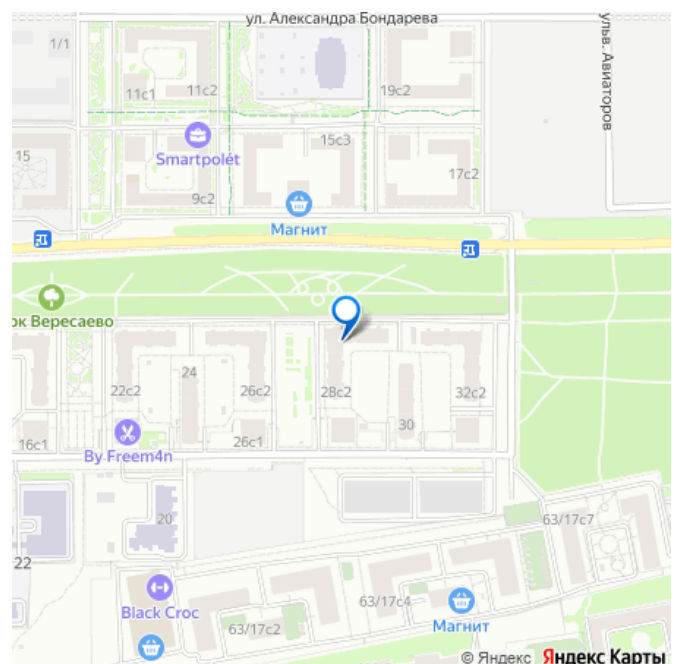 ул. Александра Бондарева
1/1
11с1
11с2
19с2
ульв. Авиаторов
15
Smartpolet
15с3
17с2
9с2
Магнит
рк Вересаево
22с2
24
26с2
28с2
32с2
30
16с1
By Freem4n
26с1
20
22
63/17с7
Black Croc
63/17с2
63/17с4
Магнит
© Яндекс Яндекс Карты